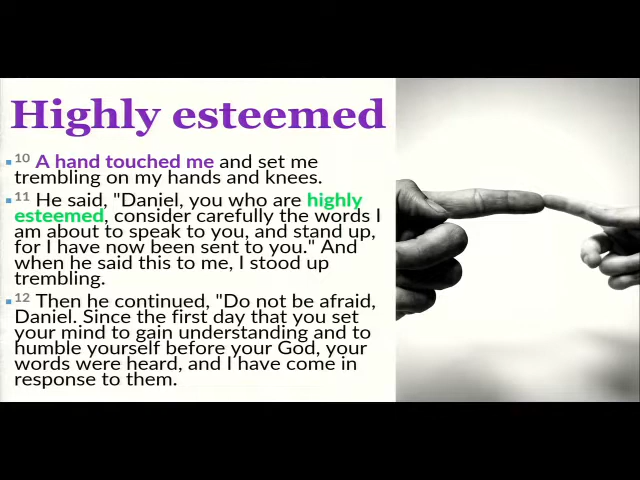 Highly esteemed
10 A hand touched me and set me
trembling on my hands and knees.
11 He said, "Daniel, you who are highly
esteemed, consider carefully the words I
am about to speak to you, and stand up,
for I have now been sent to you." And
when he said this to me, I stood up
trembling.
12 Then he continued, "Do not be afraid,
Daniel. Since the first day that you set
your mind to gain understanding and to
humble yourself before your God, your
words were heard, and I have come in
response to them.